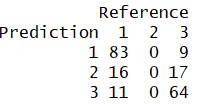 Reference
Prediction 1 2 3
1 83 0 9
2 16 0 17
3 11 0 64